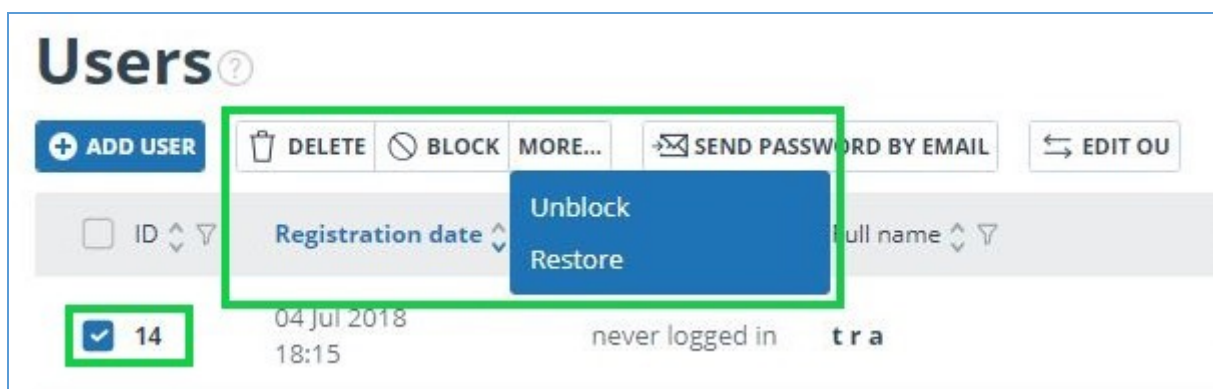 Users ?
ADD USER DELETE BLOCK MORE... SEND PASSWORD BY EMAIL EDIT OU
Unblock
ID Registration date Full name
Restore
14 04 Jul 2018 never logged in t r a
18:15